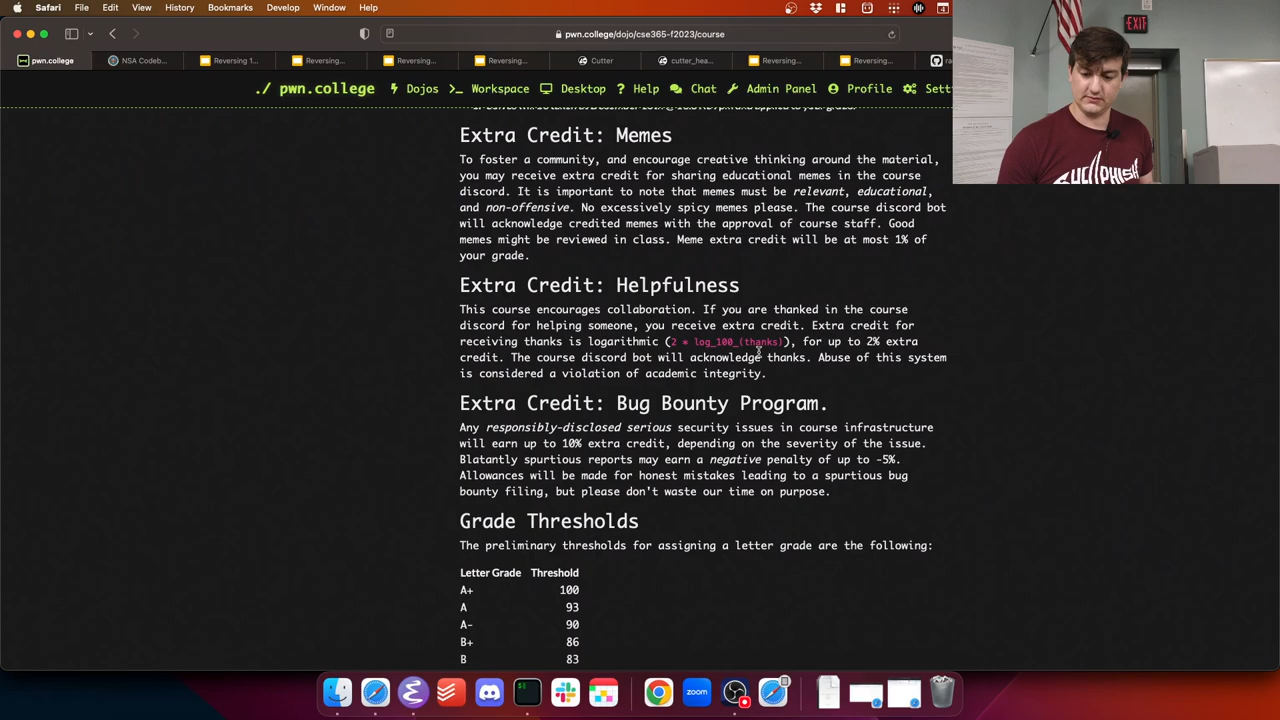 Safari File Edit View History Bookmarks Develop Window Help
pwn.college/dojo/cse365-f2023/course
pwn.college NSA Codeb... Reversing 1... Reversing... Reversing... Reversing... Cutter cutter_hea... Reversing... Reversing...
./ pwn.college Dojos Workspace Desktop Help Chat Admin Panel Profile Sett
Extra Credit: Memes
To foster a community, and encourage creative thinking around the material,
you may receive extra credit for sharing educational memes in the course
discord. It is important to note that memes must be relevant, educational,
and non-offensive. No excessively spicy memes please. The course discord bot
will acknowledge credited memes with the approval of course staff. Good
memes might be reviewed in class. Meme extra credit will be at most 1% of
your grade.
Extra Credit: Helpfulness
This course encourages collaboration. If you are thanked in the course
discord for helping someone, you receive extra credit. Extra credit for
receiving thanks is logarithmic (2 * log_100_(thanks)), for up to 2% extra
credit. The course discord bot will acknowledge thanks. Abuse of this system
is considered a violation of academic integrity.
Extra Credit: Bug Bounty Program.
Any responsibly-disclosed serious security issues in course infrastructure
will earn up to 10% extra credit, depending on the severity of the issue.
Blatantly spurtious reports may earn a negative penalty of up to -5%.
Allowances will be made for honest mistakes leading to a spurtious bug
bounty filing, but please don't waste our time on purpose.
Grade Thresholds
The preliminary thresholds for assigning a letter grade are the following:
Letter Grade Threshold
A+ 100
A 93
A- 90
B+ 86
B 83
EXIT